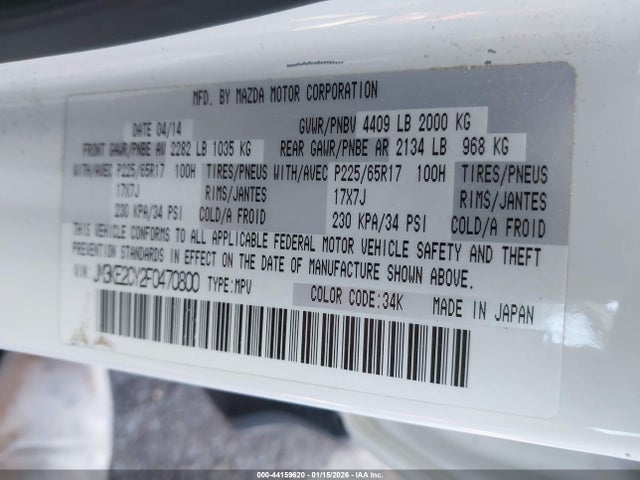 MFD. BY MAZDA MOTOR CORPORATION
DATE 04/14 GVWR/PNBV 4409 LB 2000 KG
FRONT GAWR/PNBE AV 2282 LB 1035 KG REAR GAWR/PNBE AR 2134 LB 968 KG
WITH/AVEC P225/65R17 100H TIRES/PNEUS WITH/AVEC P225/65R17 100H TIRES/PNEUS
17X7J RIMS/JANTES 17X7J RIMS/JANTES
230 KPA/34 PSI COLD/A FROID 230 KPA/34 PSI COLD/A FROID
THIS VEHICLE CONFORMS TO ALL APPLICABLE FEDERAL MOTOR VEHICLE SAFETY AND THEFT
PREVENTION STANDARDS IN EFFECT ON THE DATE OF MANUFACTURE SHOWN ABOVE.
VIN: JM3KE2CY2F0470800 TYPE:MPV
COLOR CODE:34K MADE IN JAPAN
000-44159620 - 01/15/2026 - COPYRIGHT IAAI, LLC.